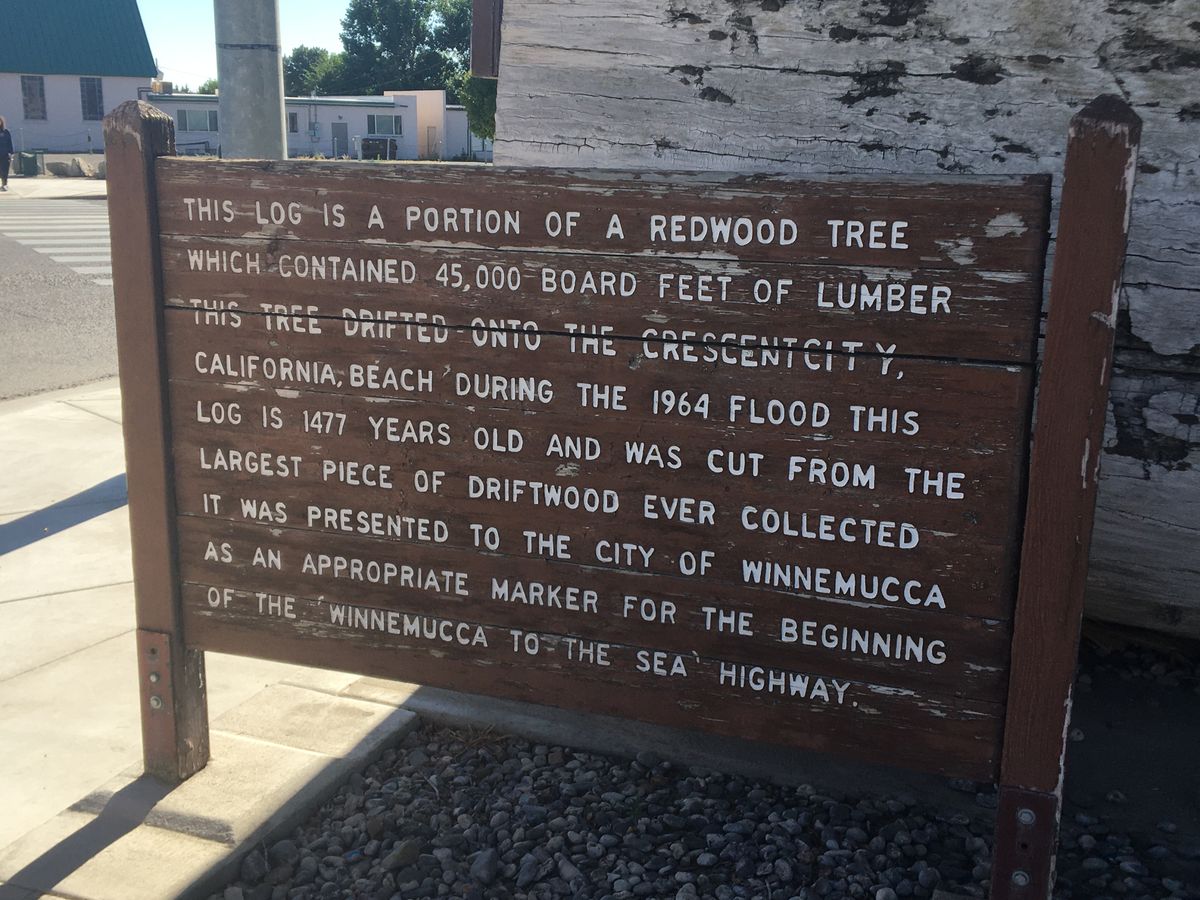 THIS LOG IS A PORTION OF A REDWOOD TREE
WHICH CONTAINED 45,000 BOARD FEET OF LUMBER
THIS TREE DRIFTED ONTO THE CRESCENTCITY,
CALIFORNIA, BEACH DURING THE 1964 FLOOD THIS
LOG IS 1477 YEARS OLD AND WAS CUT FROM THE
LARGEST PIECE OF DRIFTWOOD EVER COLLECTED
IT WAS PRESENTED TO THE CITY OF WINNEMUCCA
AS AN APPROPRIATE MARKER FOR THE BEGINNING
OF THE 'WINNEMUCCA TO THE SEA' HIGHWAY.